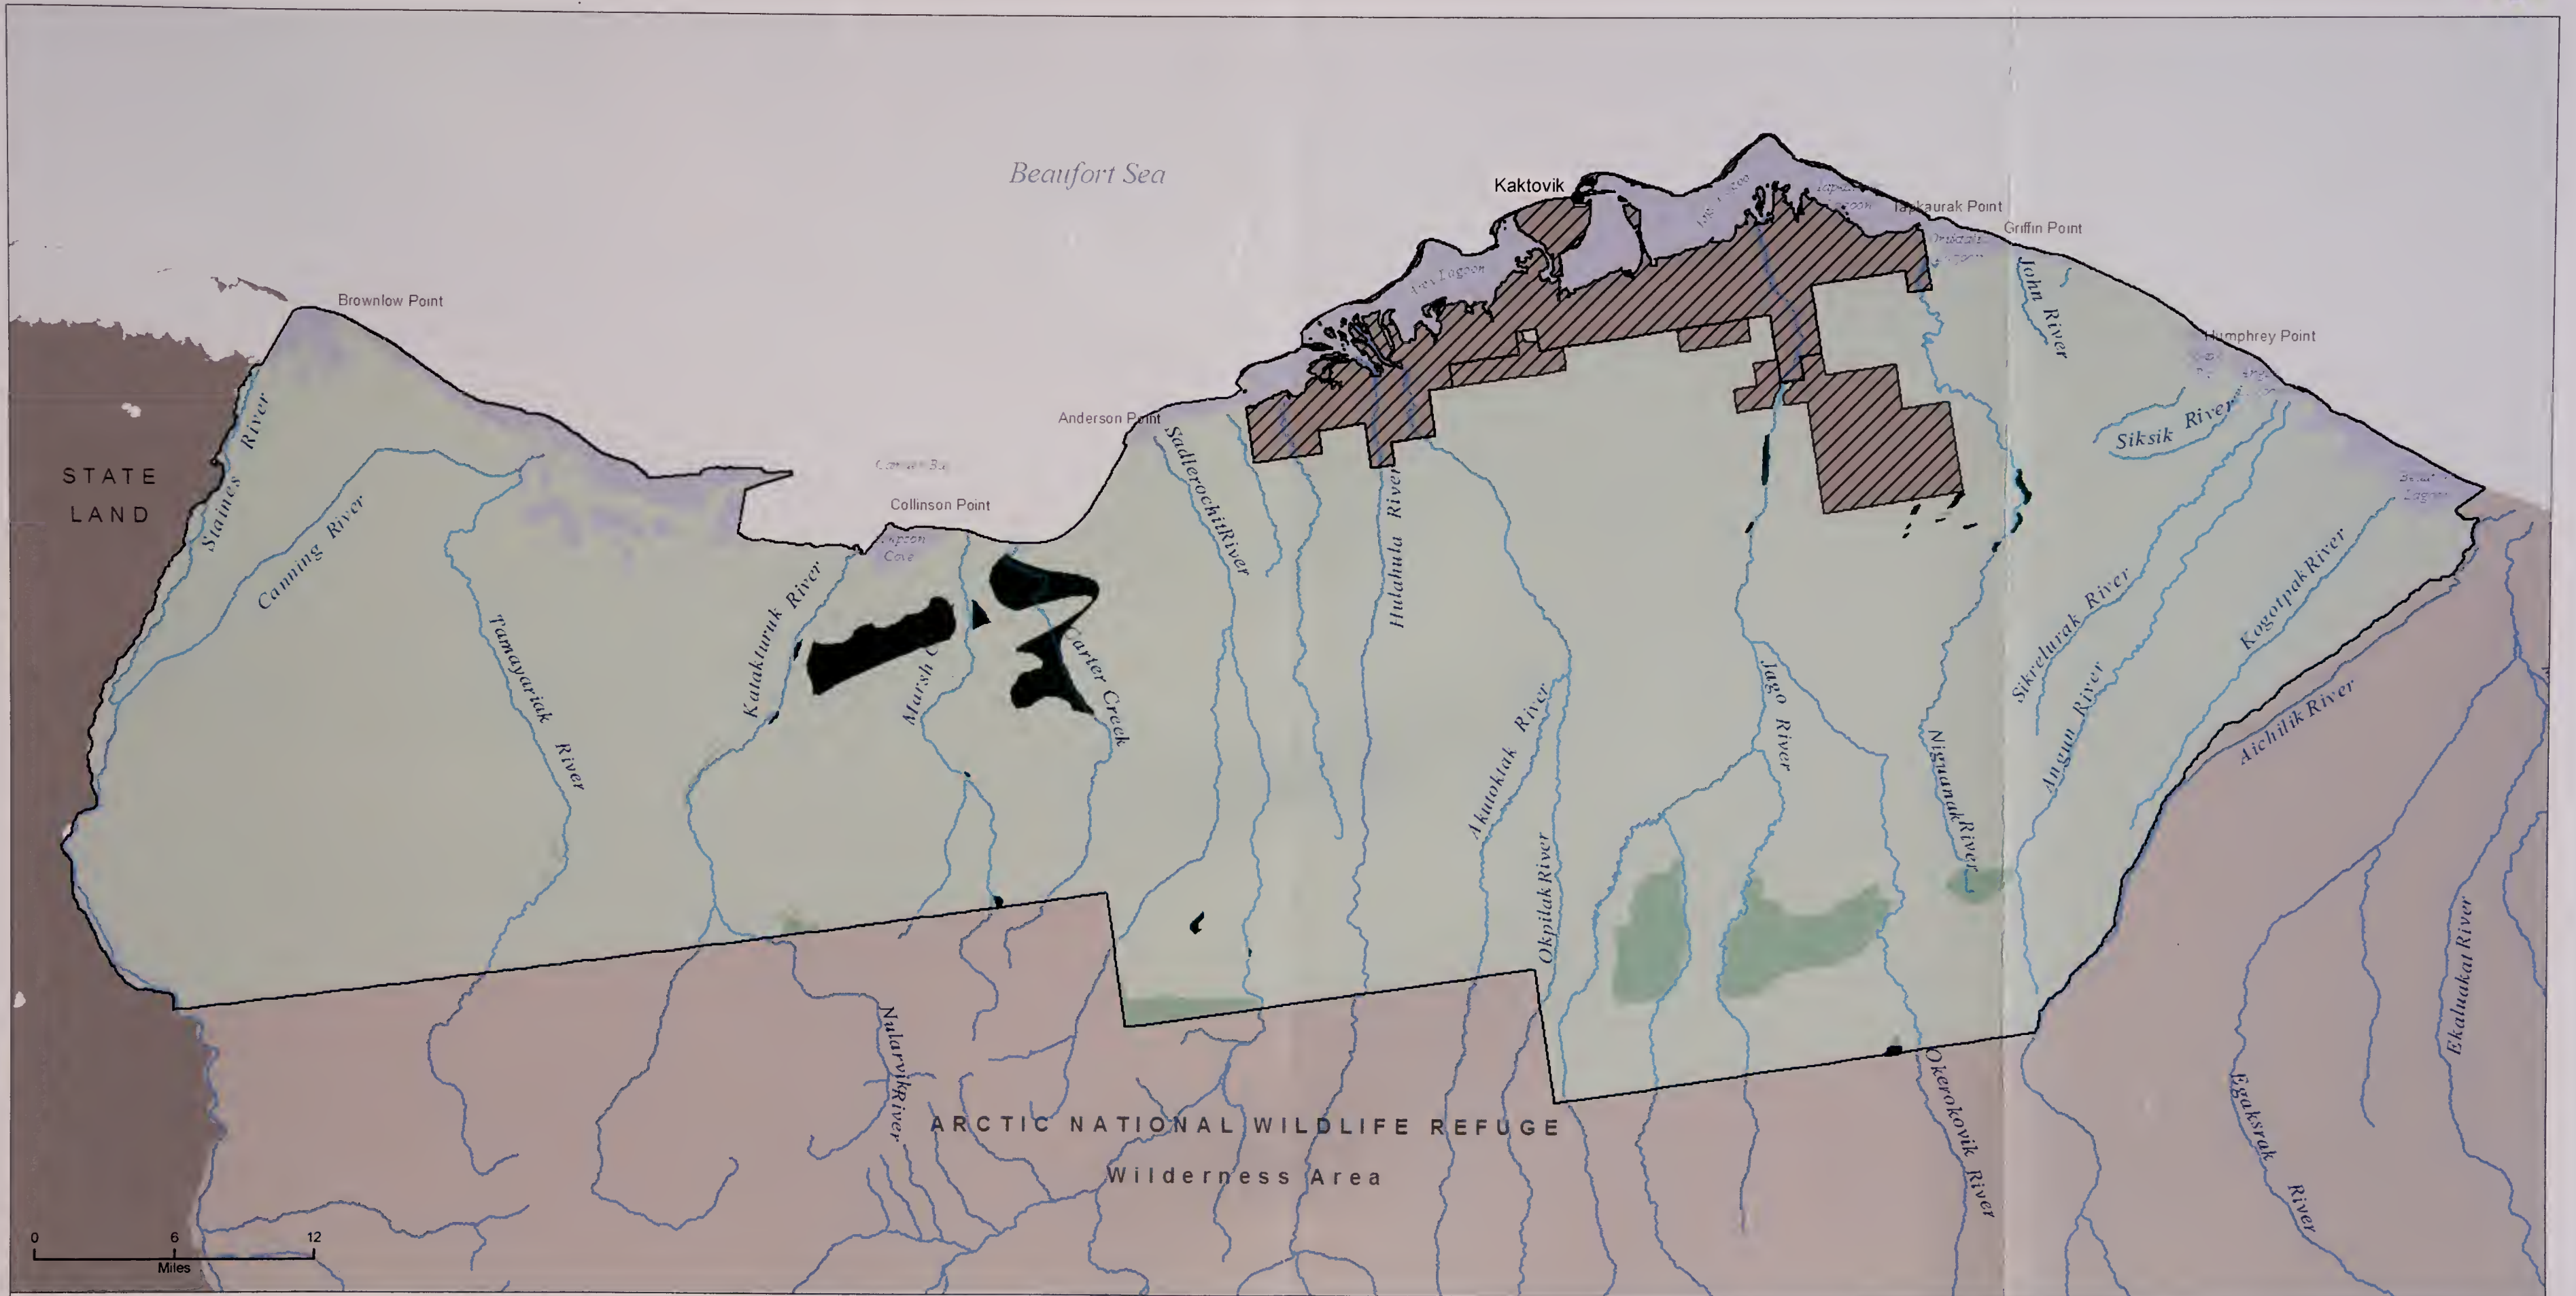 Beaufort Sea
Kaktovik
Tapkaurak Point
Griffin Point
Lagoon
John River
Brownlow Point
Humphrey Point
Anderson Point
Siksik River
STATE
LAND
Staines River
Canning River
Collinson Point
Cove
Sadlerochit River
Hulahula River
Katakturuk River
Tamayariak River
Carter Creek
Marsh
Jago River
Akutoktak River
Okpilak River
Niguanak River
Sikrelurak River
Angun River
Kogotpak River
Aichilik River
Lagoon
Nularvik River
Okerokovik River
Egaksrak River
Ekaluakat River
ARCTIC NATIONAL WILDLIFE REFUGE
Wilderness Area
0 6 12
Miles